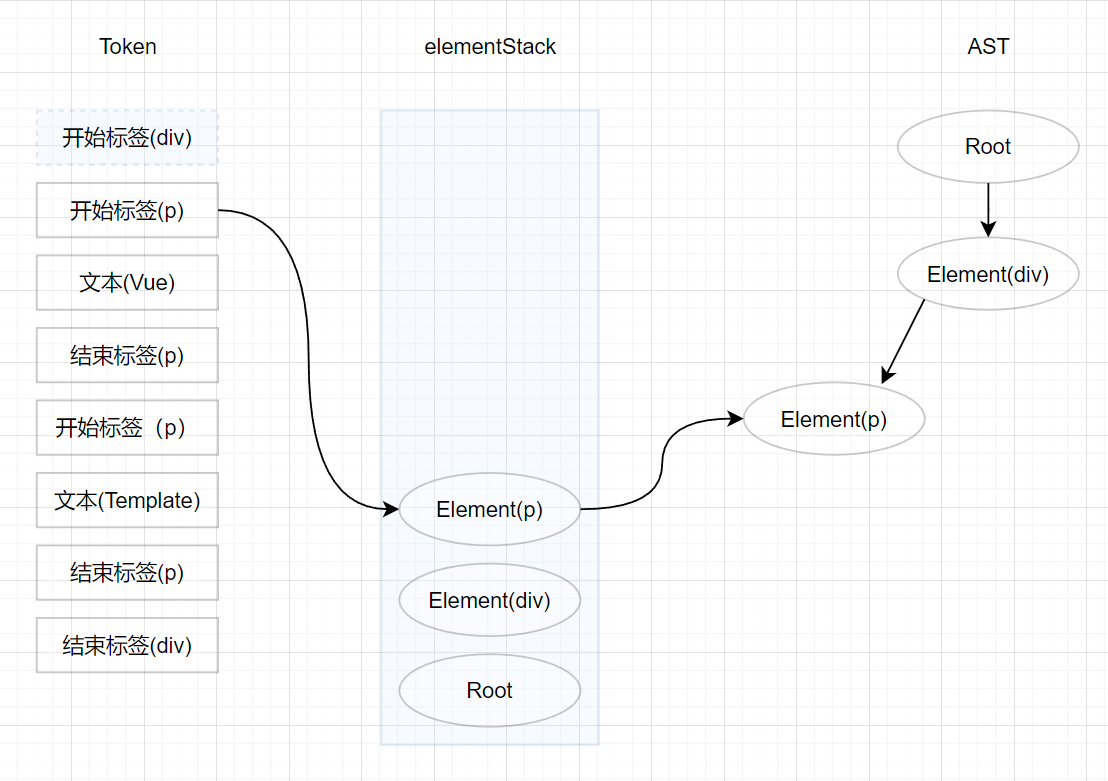 Token
elementStack
AST
开始标签(div)
开始标签(p)
文本(Vue)
结束标签(p)
开始标签（p）
文本(Template)
结束标签(p)
结束标签(div)
Element(p)
Element(div)
Root
Root
Element(div)
Element(p)